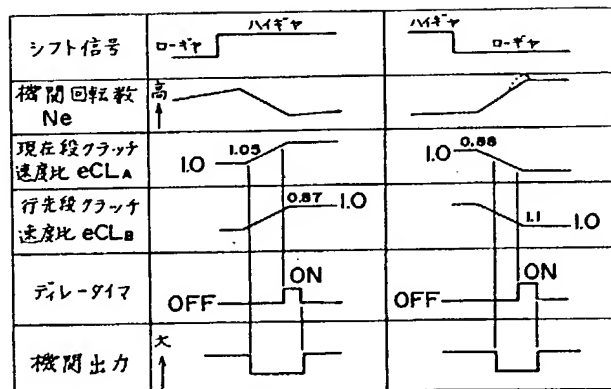 シフト信号
ローギヤ
ハイギヤ
ハイギヤ
ローギヤ
機関回転数
Ne
高
現在段クラッチ
速度比 eCLA
1.0
1.05
1.0
0.88
行先段クラッチ
速度比 eCLB
0.87
1.0
1.1
1.0
ディレータイマ
OFF
ON
OFF
ON
機関出力
大